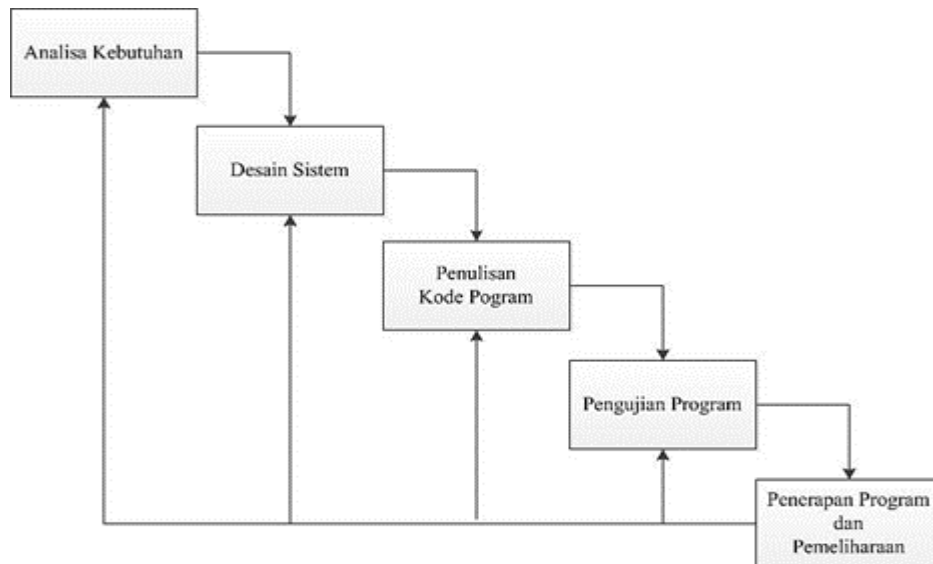 Analisa Kebutuhan
Desain Sistem
Penulisan
Kode Pogram
Pengujian Program
Penerapan Program
dan
Pemeliharaan